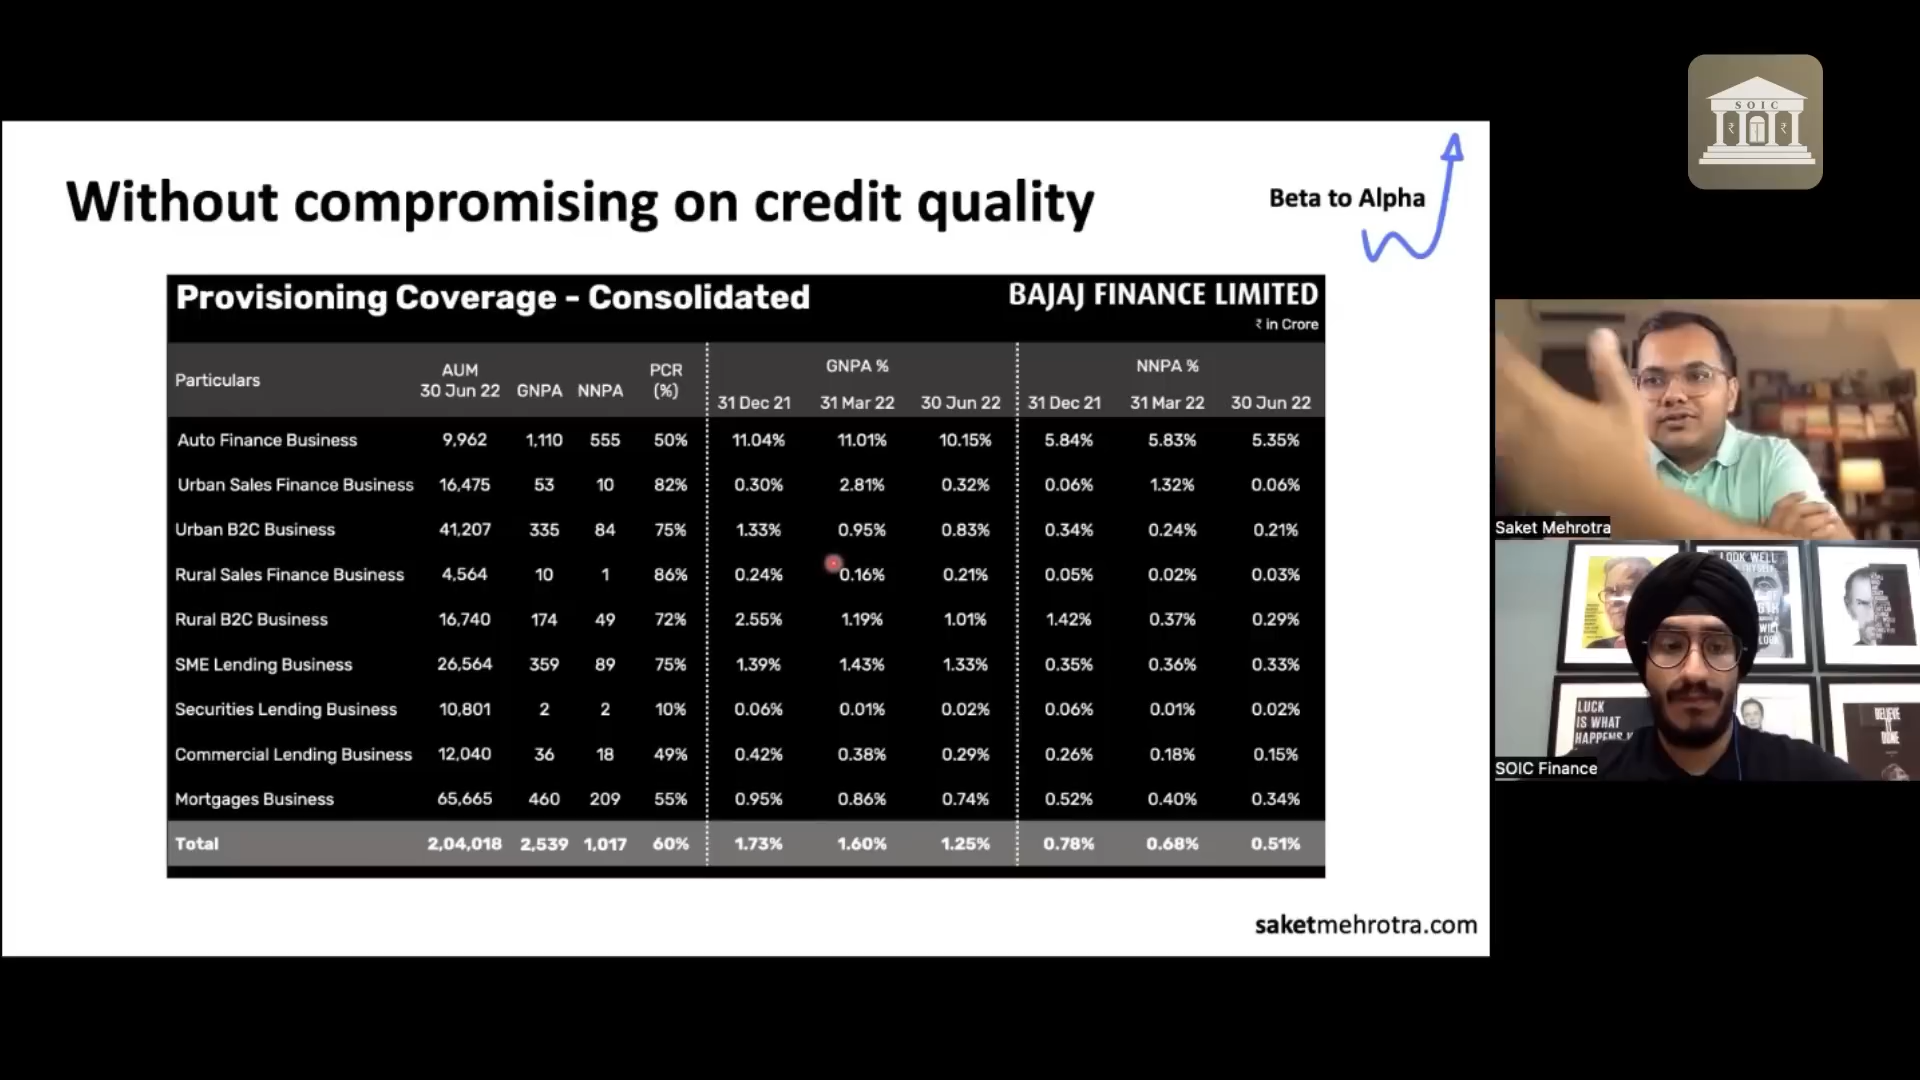 SOIC
Without compromising on credit quality
Beta to Alpha
Provisioning Coverage - Consolidated
BAJAJ FINANCE LIMITED
₹ in Crore
Particulars AUM 30 Jun 22 GNPA NNPA PCR (%) GNPA % NNPA %
31 Dec 21 31 Mar 22 30 Jun 22 31 Dec 21 31 Mar 22 30 Jun 22
Auto Finance Business 9,962 1,110 555 50% 11.04% 11.01% 10.15% 5.84% 5.83% 5.35%
Urban Sales Finance Business 16,475 53 10 82% 0.30% 2.81% 0.32% 0.06% 1.32% 0.06%
Urban B2C Business 41,207 335 84 75% 1.33% 0.95% 0.83% 0.34% 0.24% 0.21%
Rural Sales Finance Business 4,564 10 1 86% 0.24% 0.16% 0.21% 0.05% 0.02% 0.03%
Rural B2C Business 16,740 174 49 72% 2.55% 1.19% 1.01% 1.42% 0.37% 0.29%
SME Lending Business 26,564 359 89 75% 1.39% 1.43% 1.33% 0.35% 0.36% 0.33%
Securities Lending Business 10,801 2 2 10% 0.06% 0.01% 0.02% 0.06% 0.01% 0.02%
Commercial Lending Business 12,040 36 18 49% 0.42% 0.38% 0.29% 0.26% 0.18% 0.15%
Mortgages Business 65,665 460 209 55% 0.95% 0.86% 0.74% 0.52% 0.40% 0.34%
Total 2,04,018 2,539 1,017 60% 1.73% 1.60% 1.25% 0.78% 0.68% 0.51%
saketmehrotra.com
Saket Mehrotra
LOOK WELL
LUCK
IS WHAT
HAPPENS
BELIEVE
IT
DONE
SOIC Finance